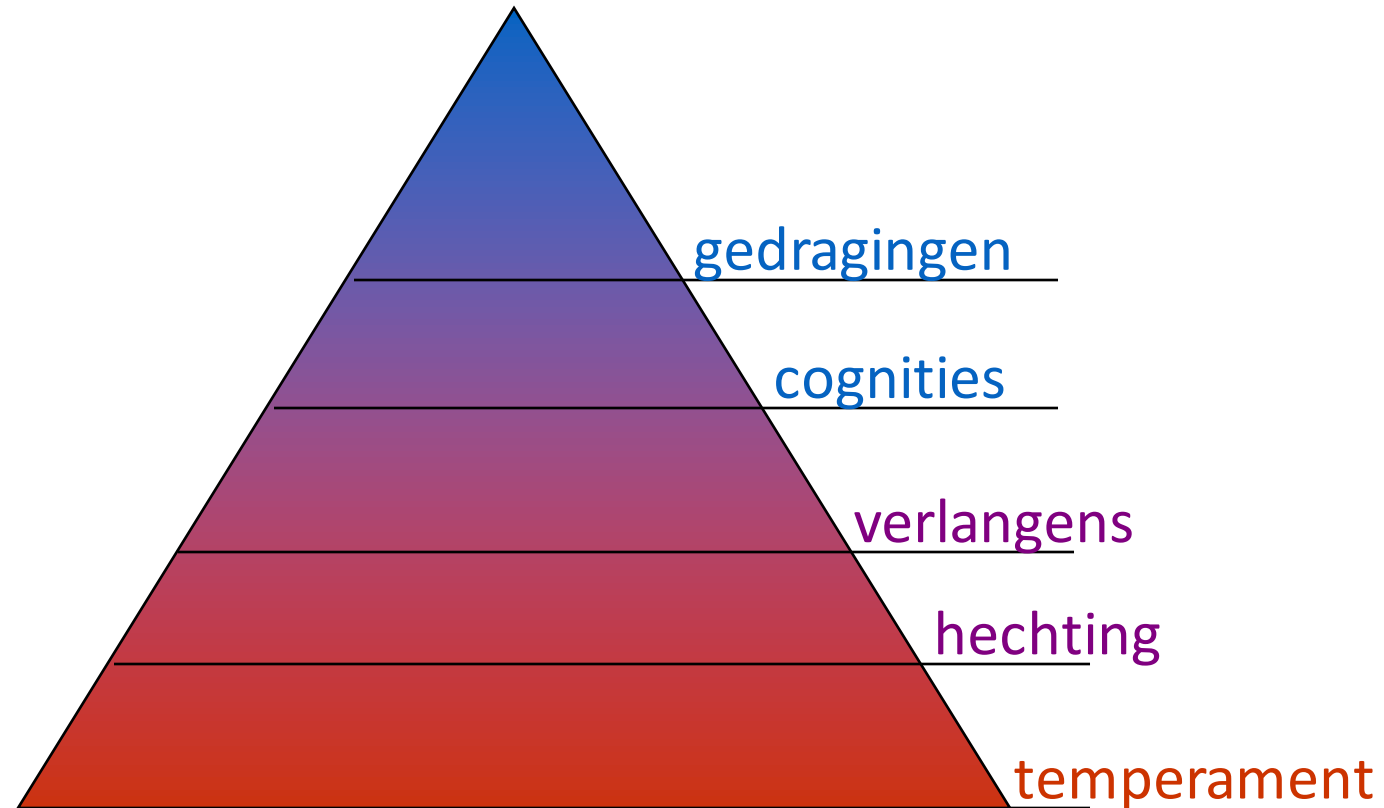 gedragingen
cognities
verlangens
hechting
temperament